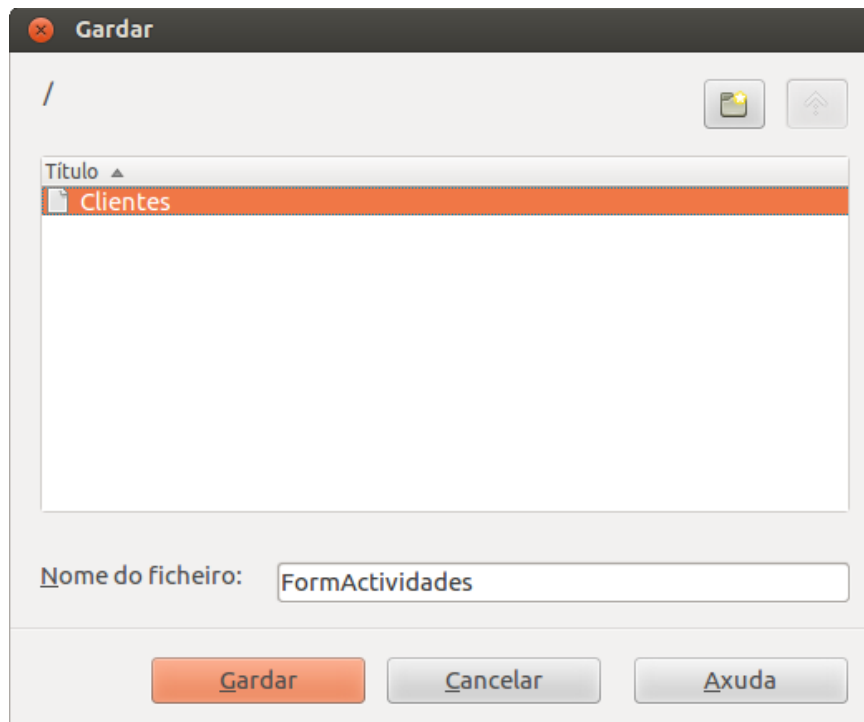 Gardar
/
Título
Clientes
Nome do ficheiro: FormActividades
Gardar Cancelar Axuda